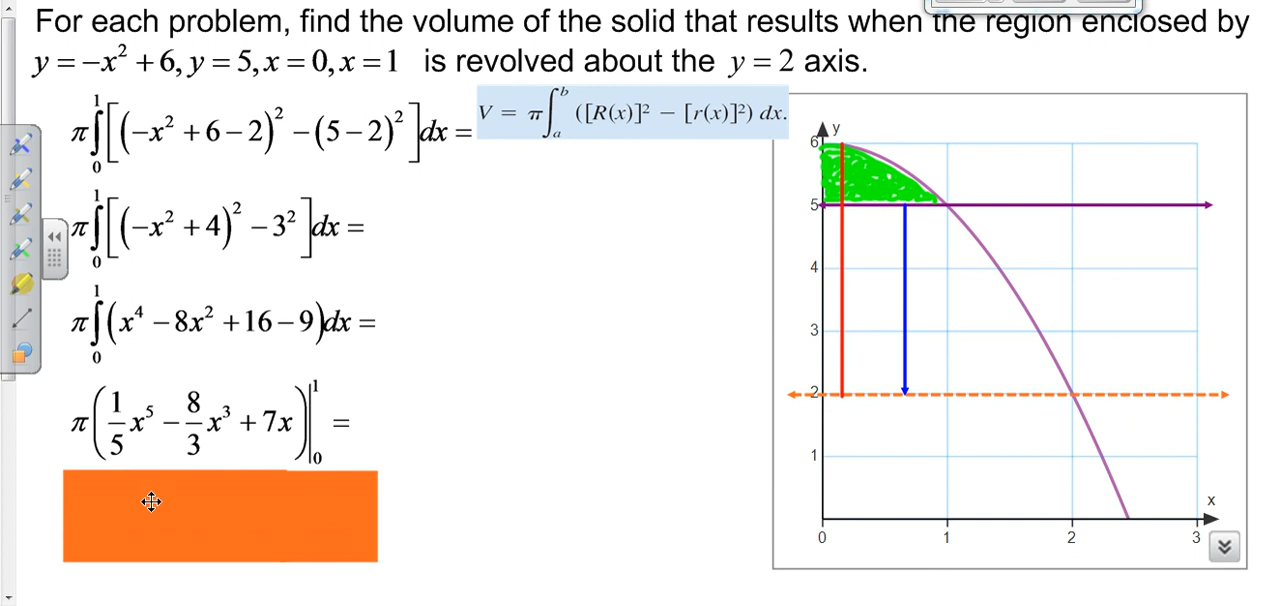 For each problem, find the volume of the solid that results when the region enclosed by
y = −x² + 6, y = 5, x = 0, x = 1 is revolved about the y = 2 axis.
π∫₀¹[(−x² + 6 − 2)² − (5 − 2)²]dx =
V = π∫ₐᵇ ([R(x)]² − [r(x)]²) dx.
π∫₀¹[(−x² + 4)² − 3²]dx =
π∫₀¹(x⁴ − 8x² + 16 − 9)dx =
π(1/5 x⁵ − 8/3 x³ + 7x)|₀¹ =
y
6
5
4
3
2
1
x
0 1 2 3